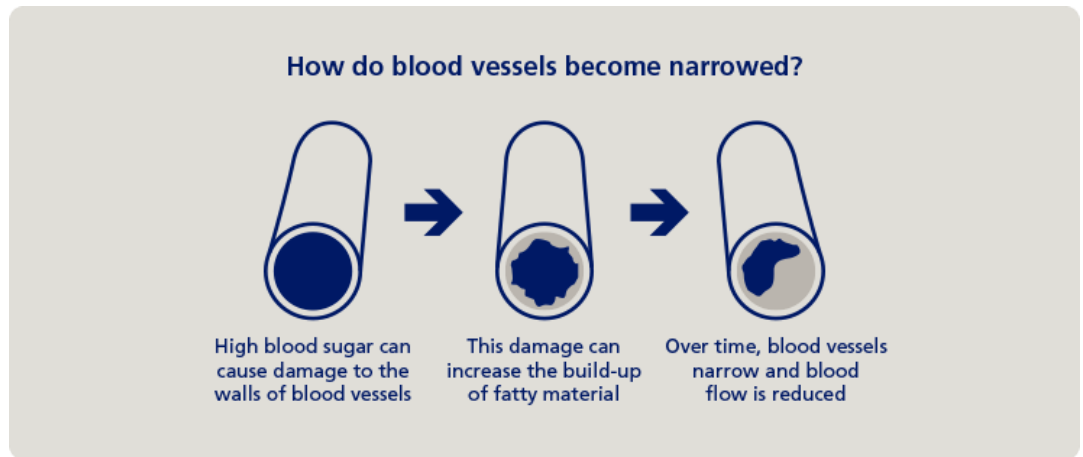 How do blood vessels become narrowed?
High blood sugar can
cause damage to the
walls of blood vessels
This damage can
increase the build-up
of fatty material
Over time, blood vessels
narrow and blood
flow is reduced